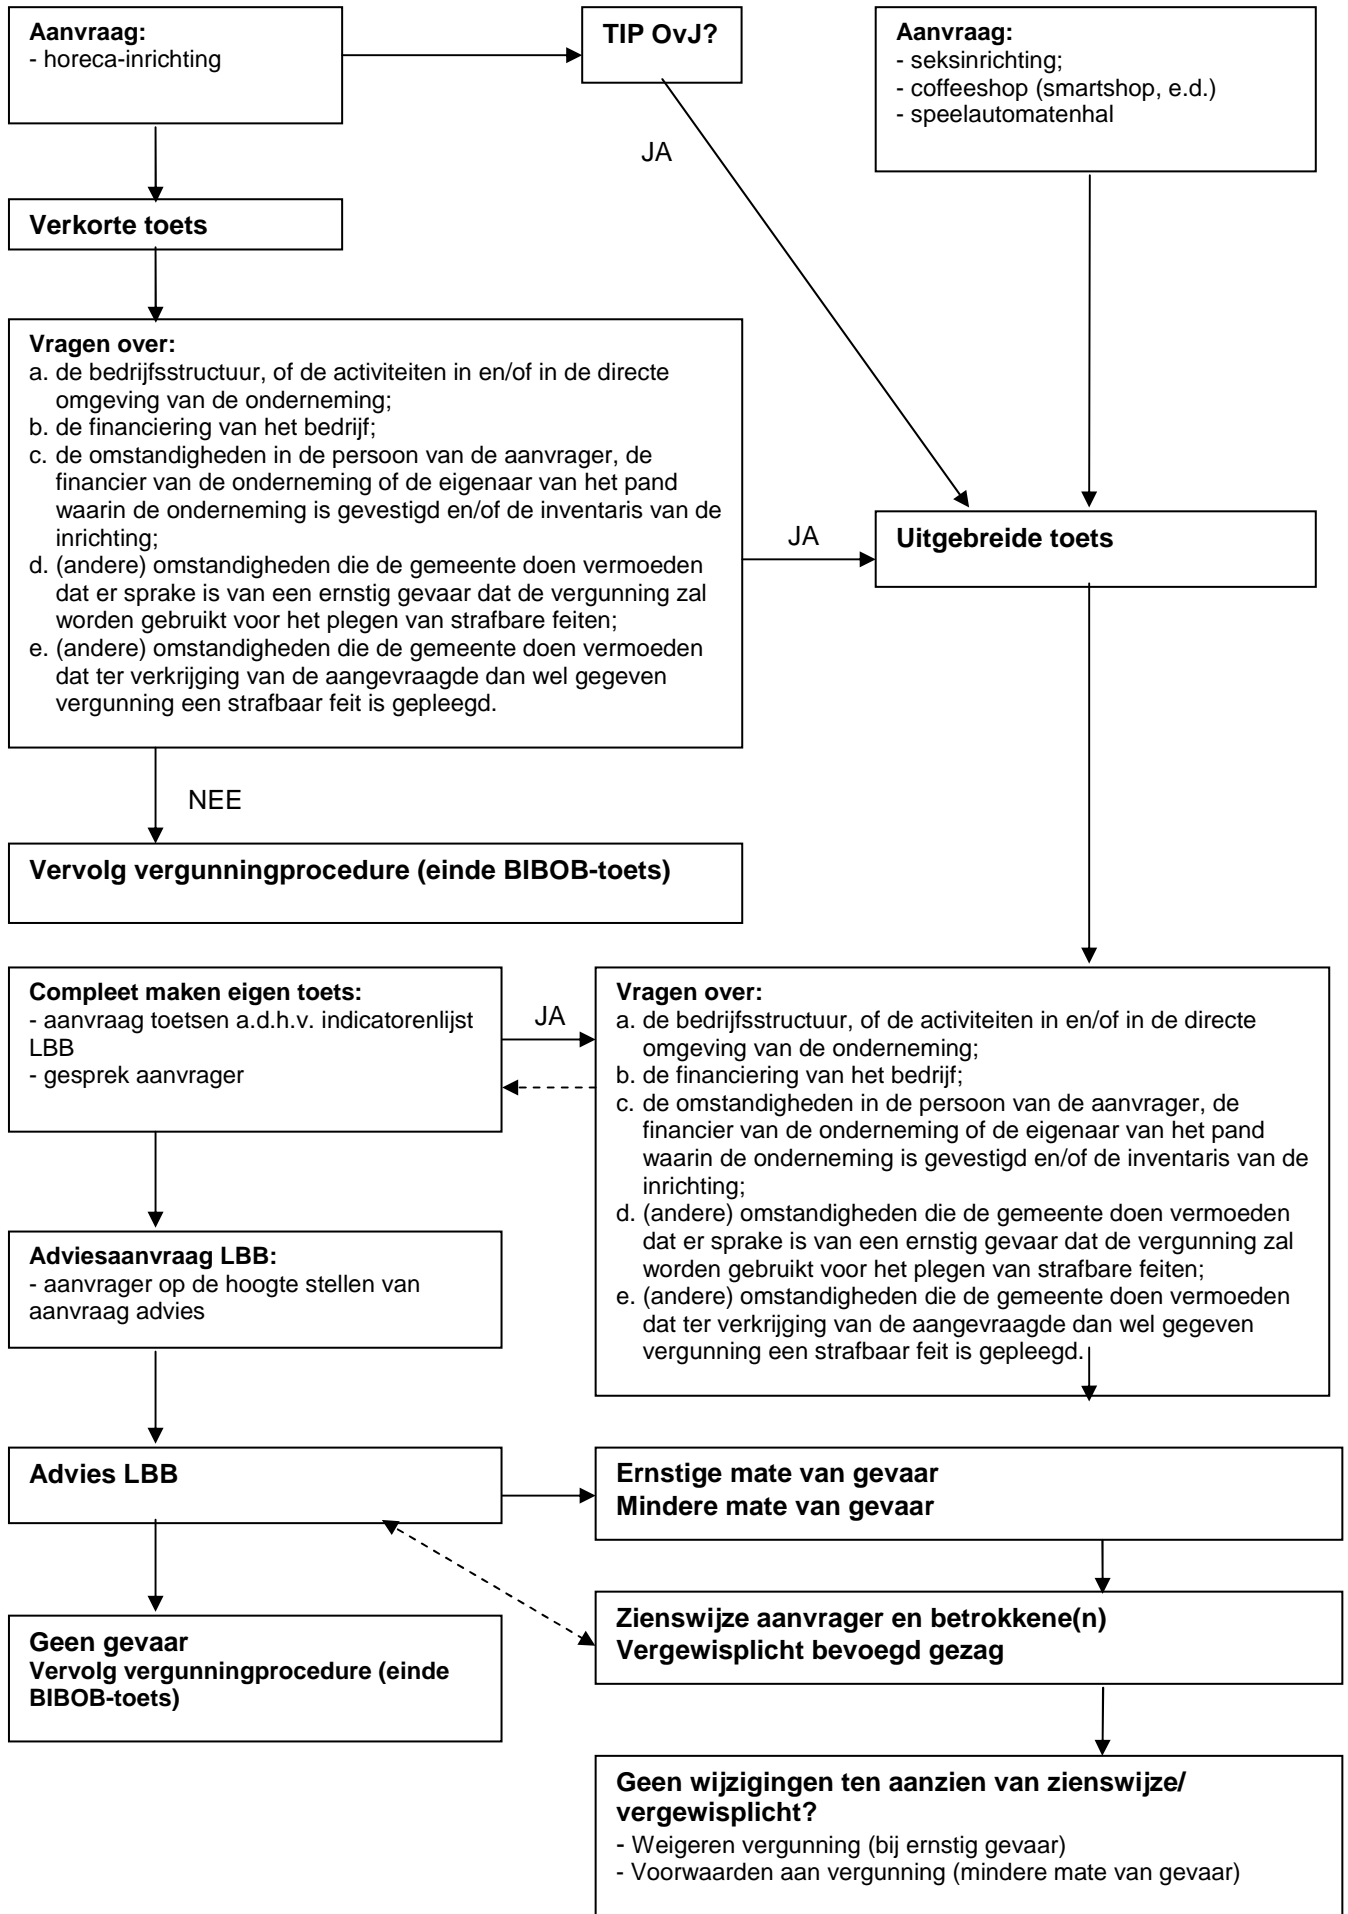 Aanvraag:
- horeca-inrichting
TIP OvJ?
Aanvraag:
- seksinrichting;
- coffeeshop (smartshop, e.d.)
- speelautomatenhal
JA
Verkorte toets
Vragen over:
a. de bedrijfsstructuur, of de activiteiten in en/of in de directe
omgeving van de onderneming;
b. de financiering van het bedrijf;
c. de omstandigheden in de persoon van de aanvrager, de
financier van de onderneming of de eigenaar van het pand
waarin de onderneming is gevestigd en/of de inventaris van de
inrichting;
d. (andere) omstandigheden die de gemeente doen vermoeden
dat er sprake is van een ernstig gevaar dat de vergunning zal
worden gebruikt voor het plegen van strafbare feiten;
e. (andere) omstandigheden die de gemeente doen vermoeden
dat ter verkrijging van de aangevraagde dan wel gegeven
vergunning een strafbaar feit is gepleegd.
JA
Uitgebreide toets
NEE
Vervolg vergunningprocedure (einde BIBOB-toets)
Compleet maken eigen toets:
- aanvraag toetsen a.d.h.v. indicatorenlijst
LBB
- gesprek aanvrager
JA
Vragen over:
a. de bedrijfsstructuur, of de activiteiten in en/of in de directe
omgeving van de onderneming;
b. de financiering van het bedrijf;
c. de omstandigheden in de persoon van de aanvrager, de
financier van de onderneming of de eigenaar van het pand
waarin de onderneming is gevestigd en/of de inventaris van de
inrichting;
d. (andere) omstandigheden die de gemeente doen vermoeden
dat er sprake is van een ernstig gevaar dat de vergunning zal
worden gebruikt voor het plegen van strafbare feiten;
e. (andere) omstandigheden die de gemeente doen vermoeden
dat ter verkrijging van de aangevraagde dan wel gegeven
vergunning een strafbaar feit is gepleegd.
Adviesaanvraag LBB:
- aanvrager op de hoogte stellen van
aanvraag advies
Advies LBB
Ernstige mate van gevaar
Mindere mate van gevaar
Zienswijze aanvrager en betrokkene(n)
Vergewisplicht bevoegd gezag
Geen gevaar
Vervolg vergunningprocedure (einde
BIBOB-toets)
Geen wijzigingen ten aanzien van zienswijze/
vergewisplicht?
- Weigeren vergunning (bij ernstig gevaar)
- Voorwaarden aan vergunning (mindere mate van gevaar)